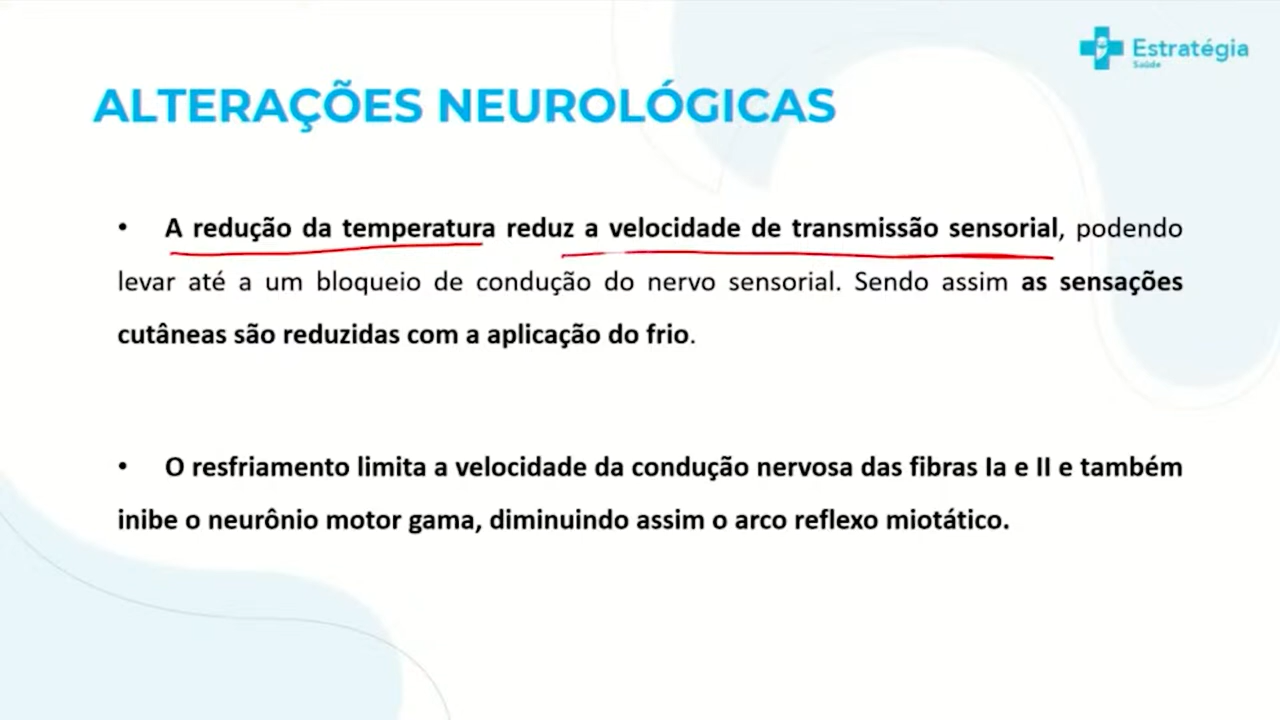 Estratégia
Saúde
ALTERAÇÕES NEUROLÓGICAS
• A redução da temperatura reduz a velocidade de transmissão sensorial, podendo
levar até a um bloqueio de condução do nervo sensorial. Sendo assim as sensações
cutâneas são reduzidas com a aplicação do frio.
• O resfriamento limita a velocidade da condução nervosa das fibras Ia e II e também
inibe o neurônio motor gama, diminuindo assim o arco reflexo miotático.